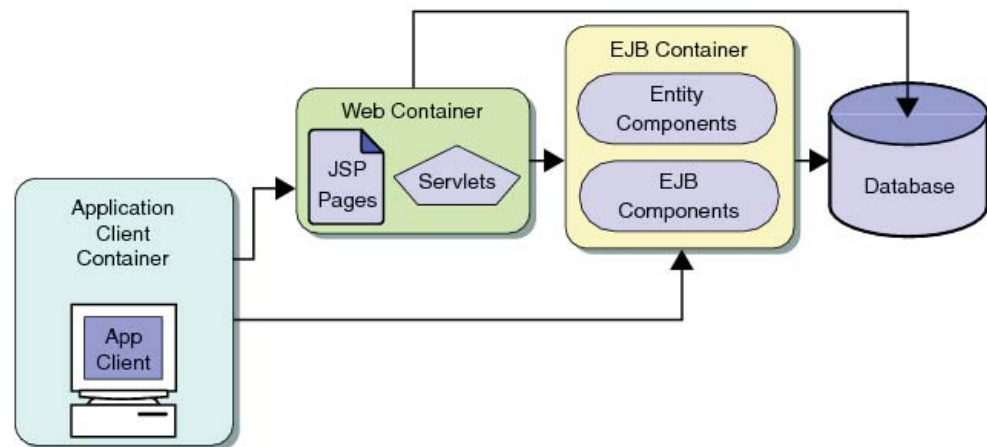 EJB Container
Entity
Components
EJB
Components
Web Container
JSP
Pages
Servlets
Database
Application
Client
Container
App
Client